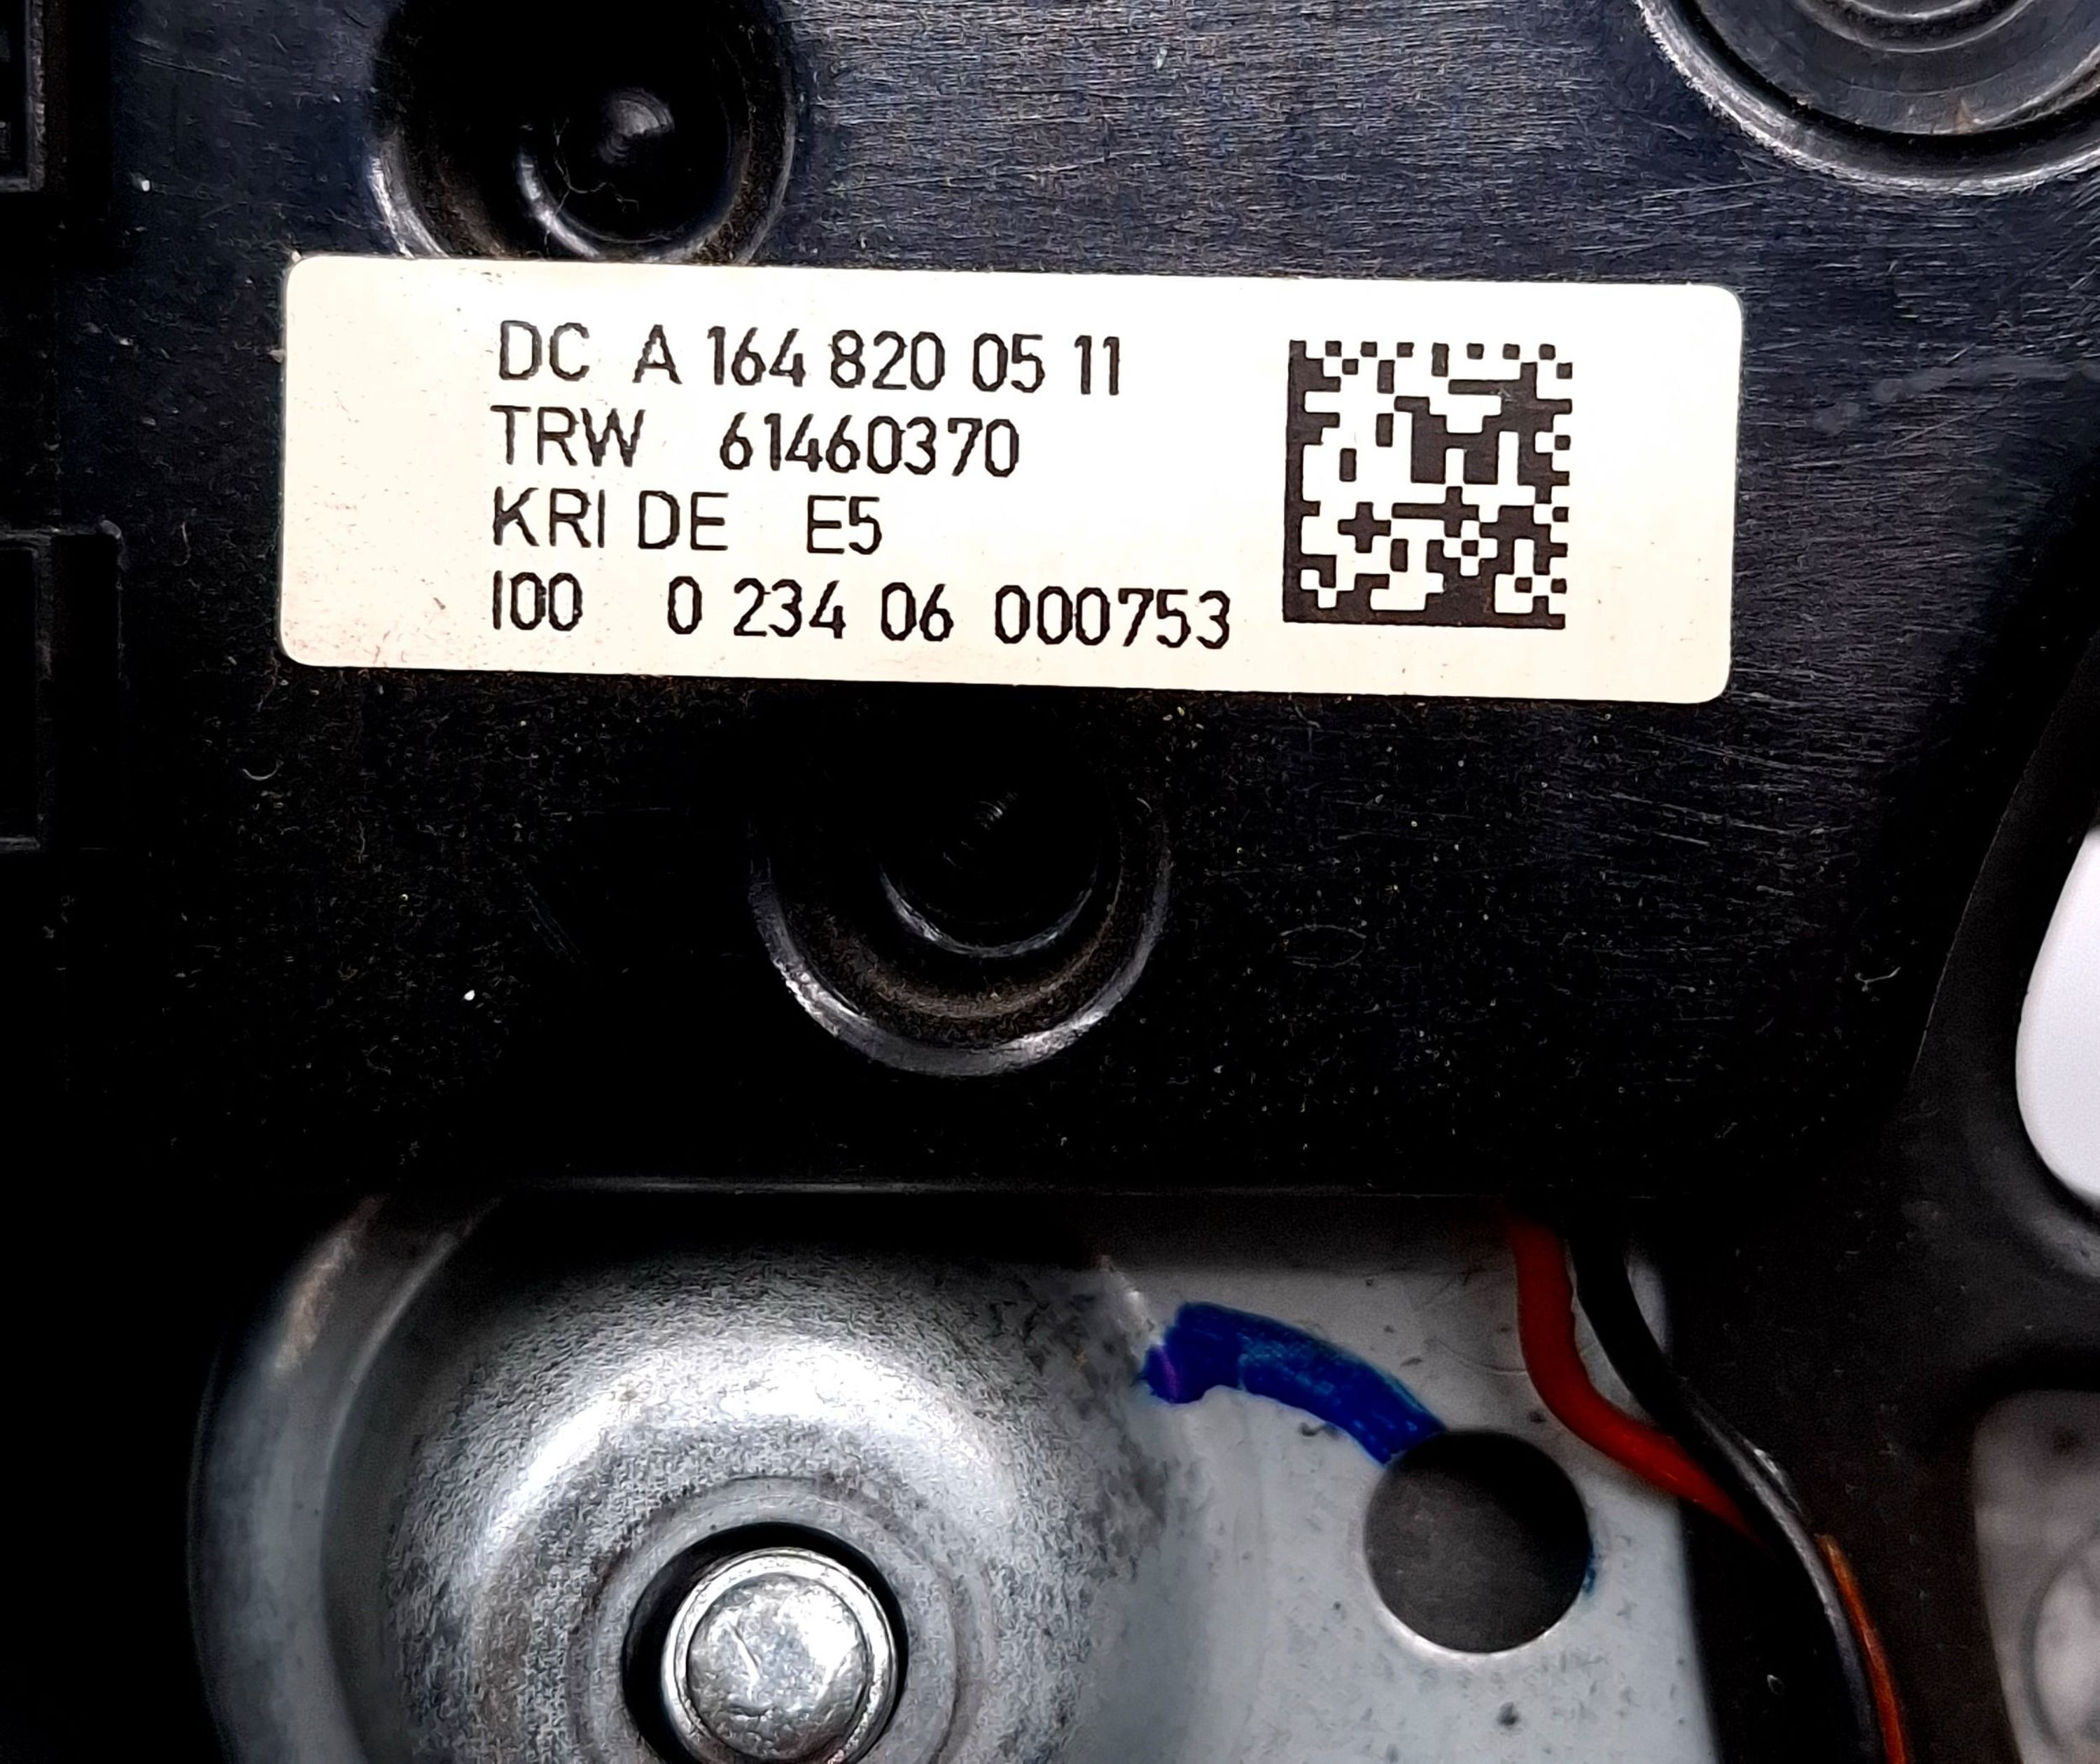 DC A 164 820 05 11
TRW 61460370
KRI DE E5
I00 0 234 06 000753